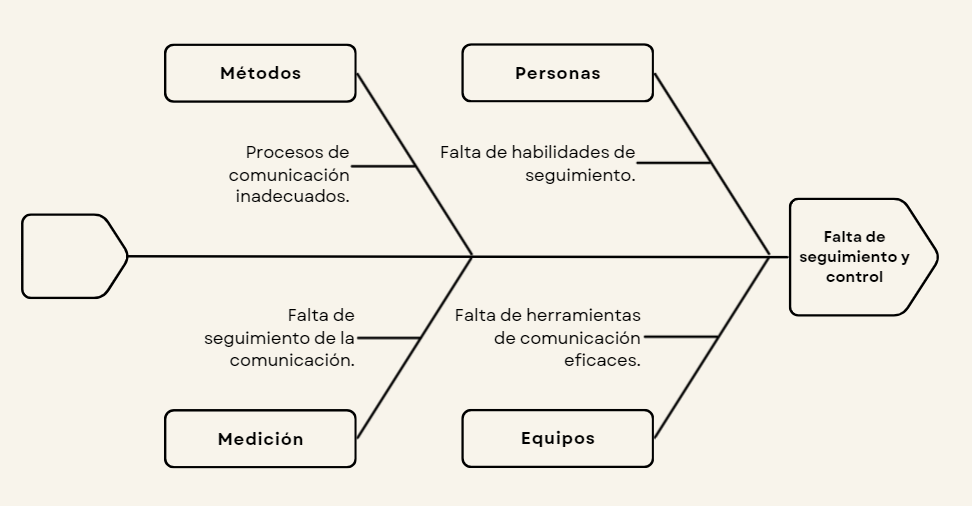 Métodos
Personas
Procesos de
comunicación
inadecuados.
Falta de habilidades de
seguimiento.
Falta de
seguimiento y
control
Falta de
seguimiento de la
comunicación.
Falta de herramientas
de comunicación
eficaces.
Medición
Equipos